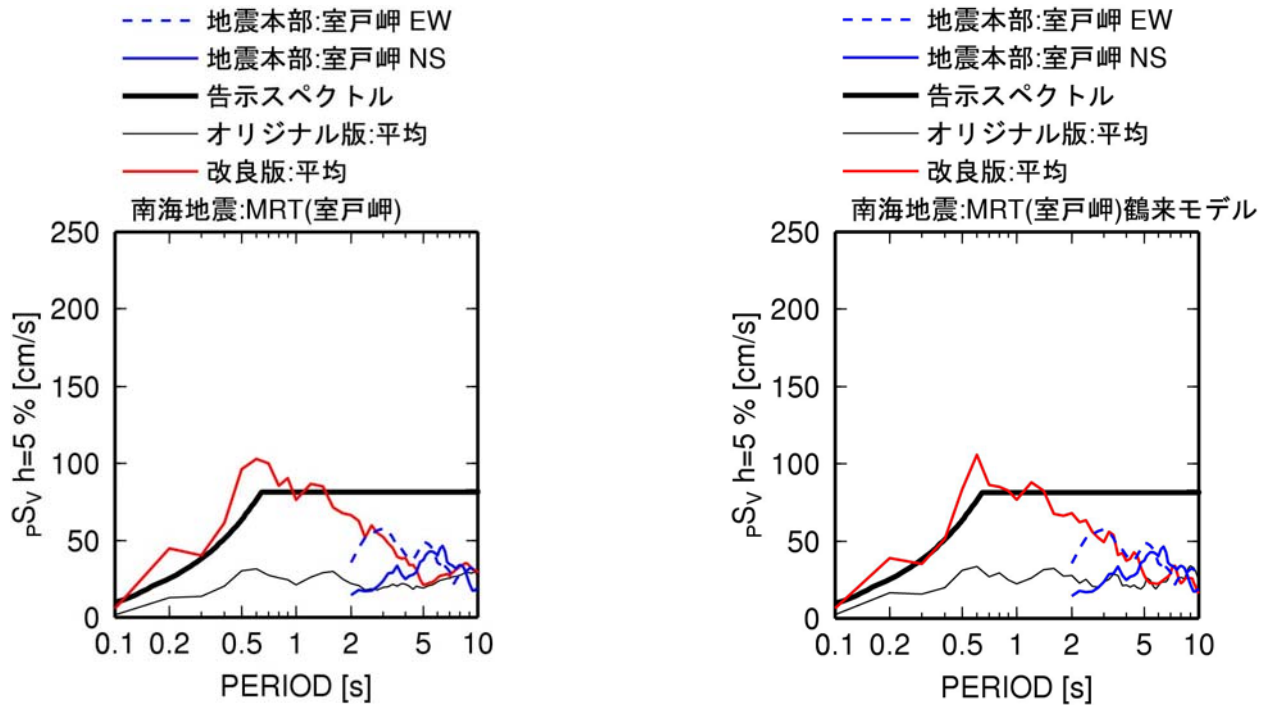 地震本部:室戸岬 EW
地震本部:室戸岬 NS
告示スペクトル
オリジナル版:平均
改良版:平均
南海地震:MRT(室戸岬)
250
200
150
100
50
0
PSV h=5 % [cm/s]
0.1 0.2 0.5 1 2 5 10
PERIOD [s]
地震本部:室戸岬 EW
地震本部:室戸岬 NS
告示スペクトル
オリジナル版:平均
改良版:平均
南海地震:MRT(室戸岬)鶴来モデル
250
200
150
100
50
0
PSV h=5 % [cm/s]
0.1 0.2 0.5 1 2 5 10
PERIOD [s]